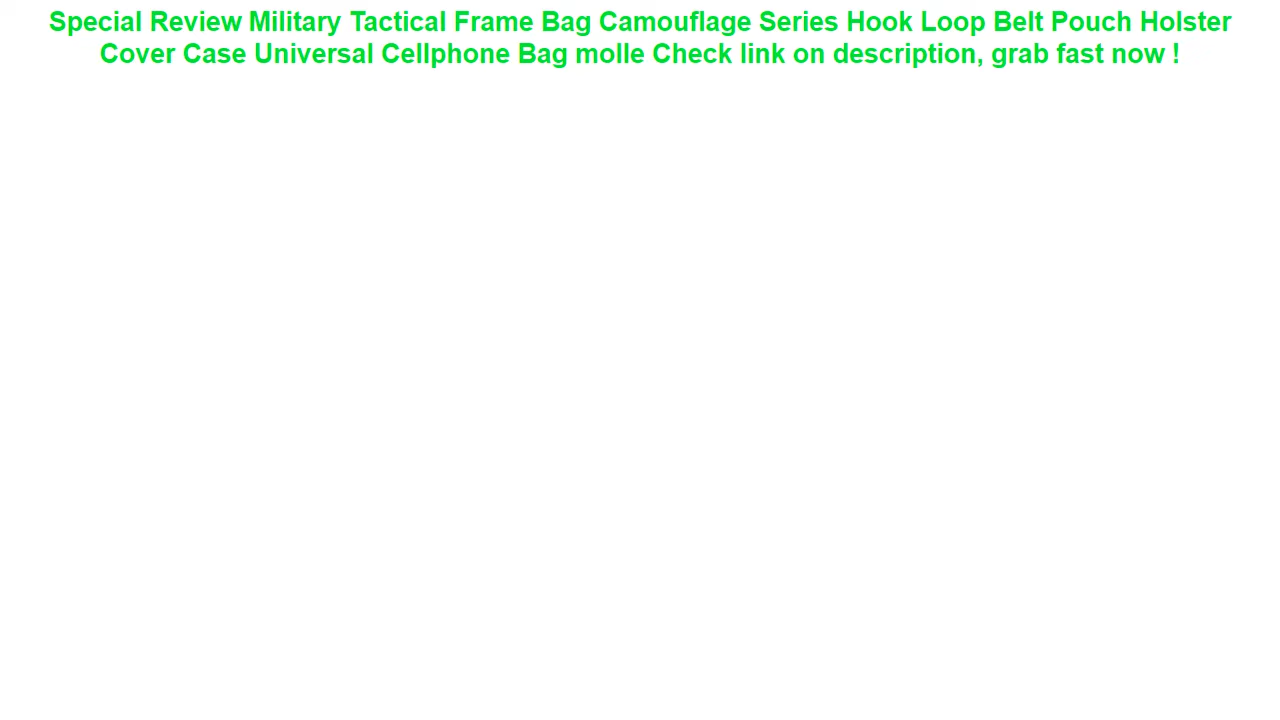 Special Review Military Tactical Frame Bag Camouflage Series Hook Loop Belt Pouch Holster
Cover Case Universal Cellphone Bag molle Check link on description, grab fast now !